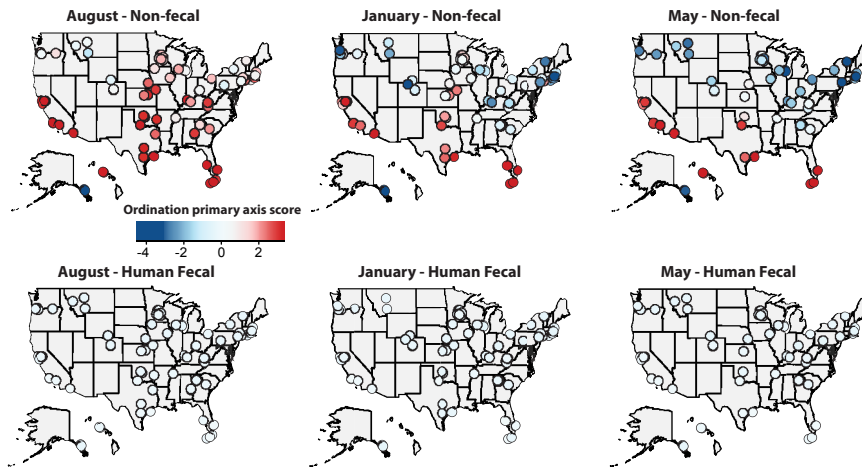 August - Non-fecal
January - Non-fecal
May - Non-fecal
Ordination primary axis score
-4 -2 0 2
August - Human Fecal
January - Human Fecal
May - Human Fecal